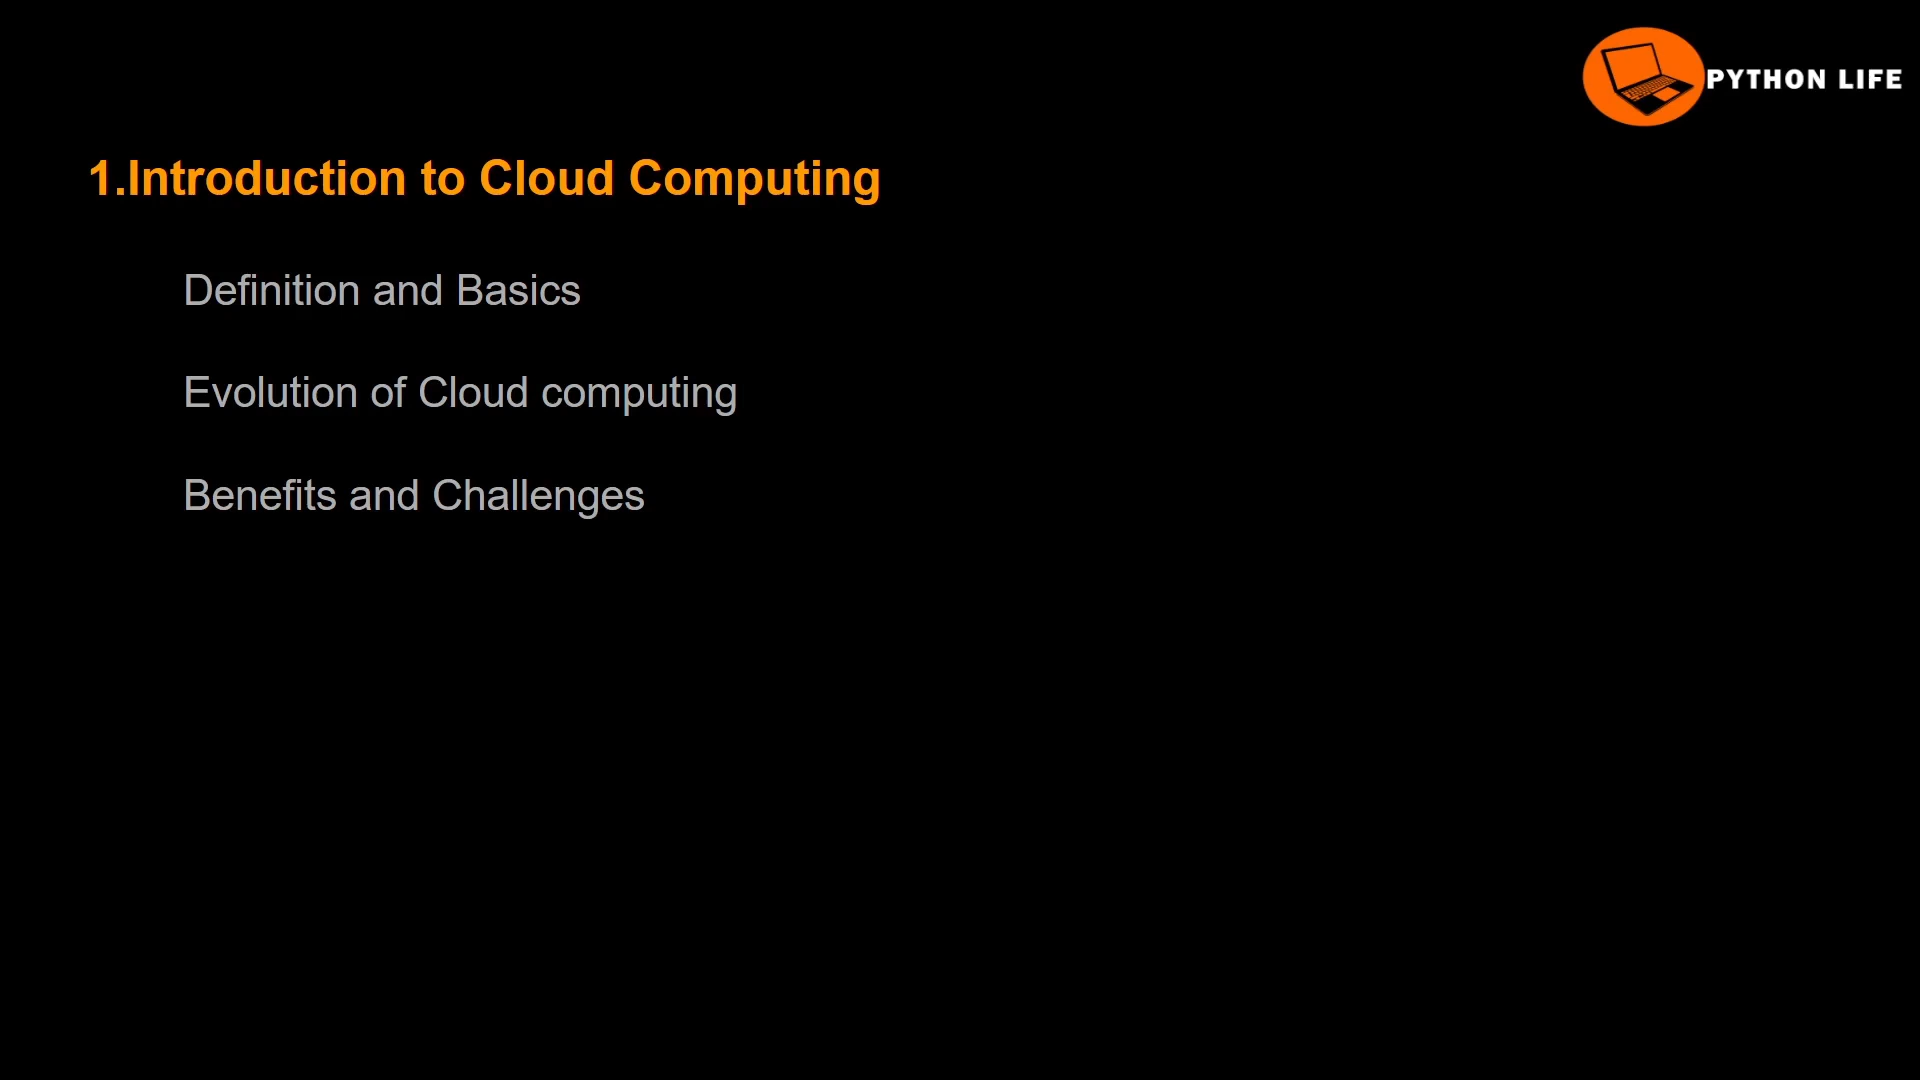 PYTHON LIFE
1.Introduction to Cloud Computing
Definition and Basics
Evolution of Cloud computing
Benefits and Challenges